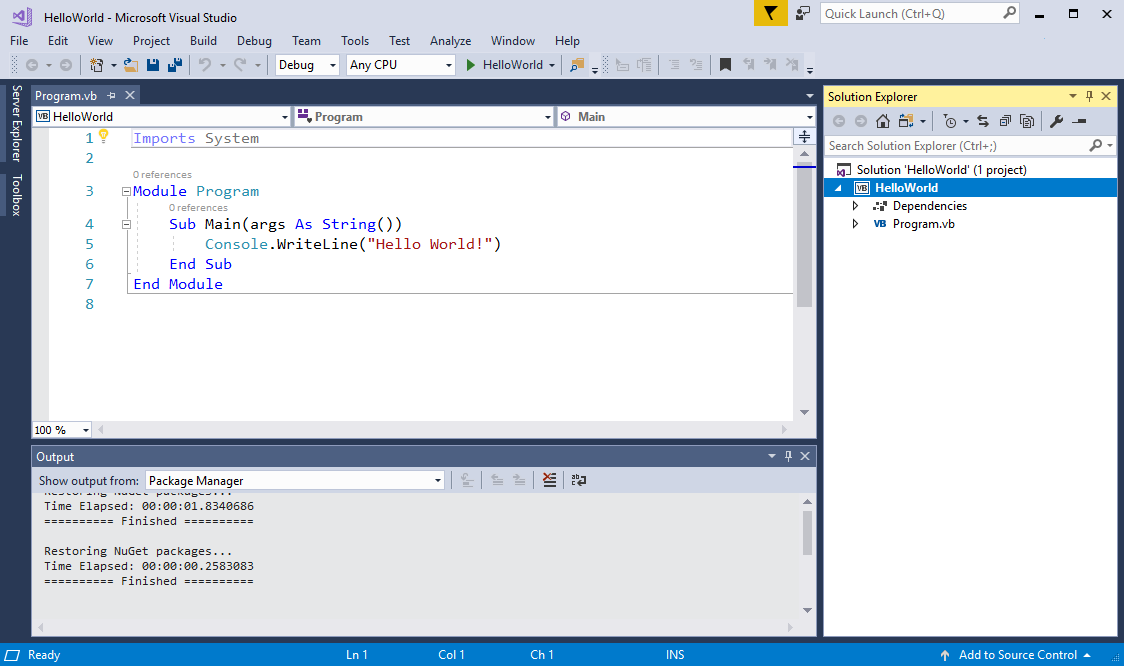 HelloWorld - Microsoft Visual Studio
Quick Launch (Ctrl+Q)
File Edit View Project Build Debug Team Tools Test Analyze Window Help
Debug Any CPU HelloWorld
Server Explorer
Toolbox
Program.vb
VB HelloWorld Program Main
1 Imports System
2
0 references
3 Module Program
0 references
4 Sub Main(args As String())
5 Console.WriteLine("Hello World!")
6 End Sub
7 End Module
8
100 %
Output
Show output from: Package Manager
Restoring NuGet packages...
Time Elapsed: 00:00:01.8340686
========== Finished ==========
Restoring NuGet packages...
Time Elapsed: 00:00:00.2583083
========== Finished ==========
Solution Explorer
Search Solution Explorer (Ctrl+;)
Solution 'HelloWorld' (1 project)
VB HelloWorld
Dependencies
VB Program.vb
Ready Ln 1 Col 1 Ch 1 INS Add to Source Control